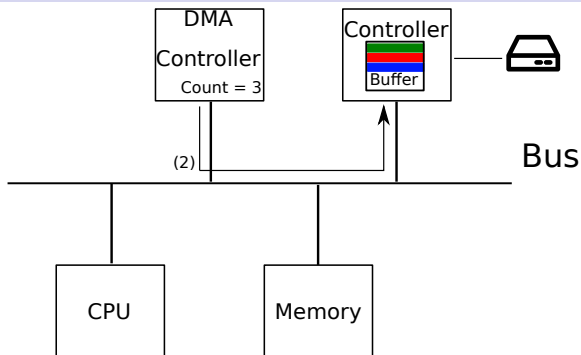 DMA
Controller
Count = 3
Controller
Buffer
(2)
Bus
CPU
Memory